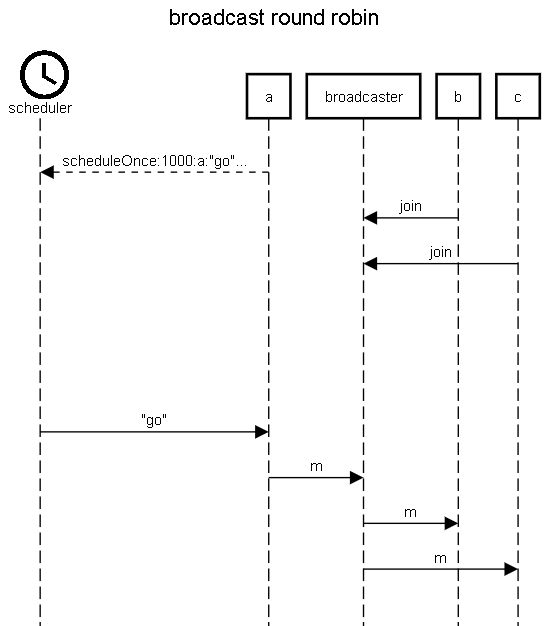 broadcast round robin
scheduler
a
broadcaster
b
c
scheduleOnce:1000:a:"go"...
join
join
"go"
m
m
m